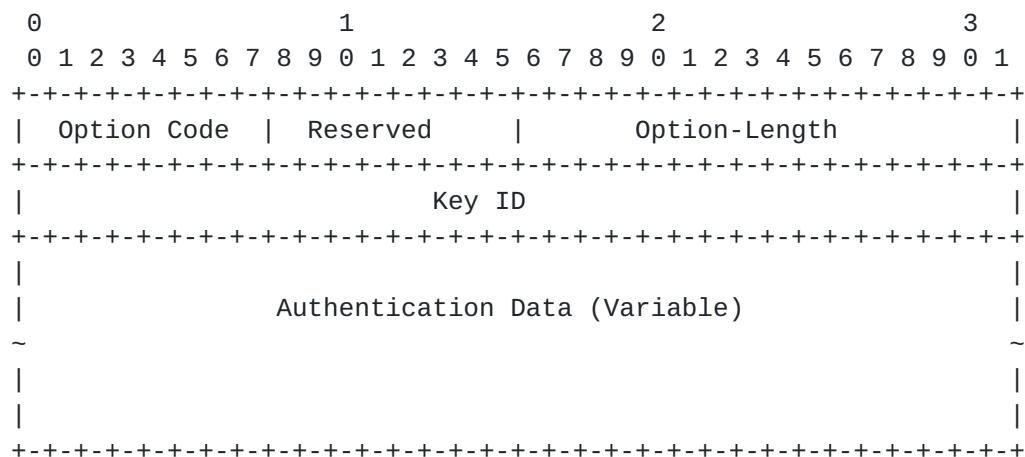 0                   1                   2                   3
 0 1 2 3 4 5 6 7 8 9 0 1 2 3 4 5 6 7 8 9 0 1 2 3 4 5 6 7 8 9 0 1
+-+-+-+-+-+-+-+-+-+-+-+-+-+-+-+-+-+-+-+-+-+-+-+-+-+-+-+-+-+-+-+-+
|  Option Code  |  Reserved     |       Option-Length           |
+-+-+-+-+-+-+-+-+-+-+-+-+-+-+-+-+-+-+-+-+-+-+-+-+-+-+-+-+-+-+-+-+
|                          Key ID                               |
+-+-+-+-+-+-+-+-+-+-+-+-+-+-+-+-+-+-+-+-+-+-+-+-+-+-+-+-+-+-+-+-+
|                                                               |
|                Authentication Data (Variable)                 |
~                                                               ~
|                                                               |
|                                                               |
+-+-+-+-+-+-+-+-+-+-+-+-+-+-+-+-+-+-+-+-+-+-+-+-+-+-+-+-+-+-+-+-+